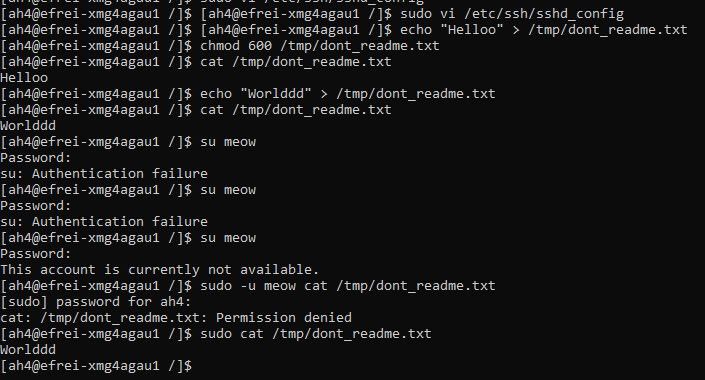 [ah4@efrei-xmg4agau1 /]$ sudo vi /etc/ssh/sshd_config
[ah4@efrei-xmg4agau1 /]$ [ah4@efrei-xmg4agau1 /]$ sudo vi /etc/ssh/sshd_config
[ah4@efrei-xmg4agau1 /]$ [ah4@efrei-xmg4agau1 /]$ echo "Helloo" > /tmp/dont_readme.txt
[ah4@efrei-xmg4agau1 /]$ chmod 600 /tmp/dont_readme.txt
[ah4@efrei-xmg4agau1 /]$ cat /tmp/dont_readme.txt
Helloo
[ah4@efrei-xmg4agau1 /]$ echo "Worlddd" > /tmp/dont_readme.txt
[ah4@efrei-xmg4agau1 /]$ cat /tmp/dont_readme.txt
Worlddd
[ah4@efrei-xmg4agau1 /]$ su meow
Password:
su: Authentication failure
[ah4@efrei-xmg4agau1 /]$ su meow
Password:
su: Authentication failure
[ah4@efrei-xmg4agau1 /]$ su meow
Password:
This account is currently not available.
[ah4@efrei-xmg4agau1 /]$ sudo -u meow cat /tmp/dont_readme.txt
[sudo] password for ah4:
cat: /tmp/dont_readme.txt: Permission denied
[ah4@efrei-xmg4agau1 /]$ sudo cat /tmp/dont_readme.txt
Worlddd
[ah4@efrei-xmg4agau1 /]$